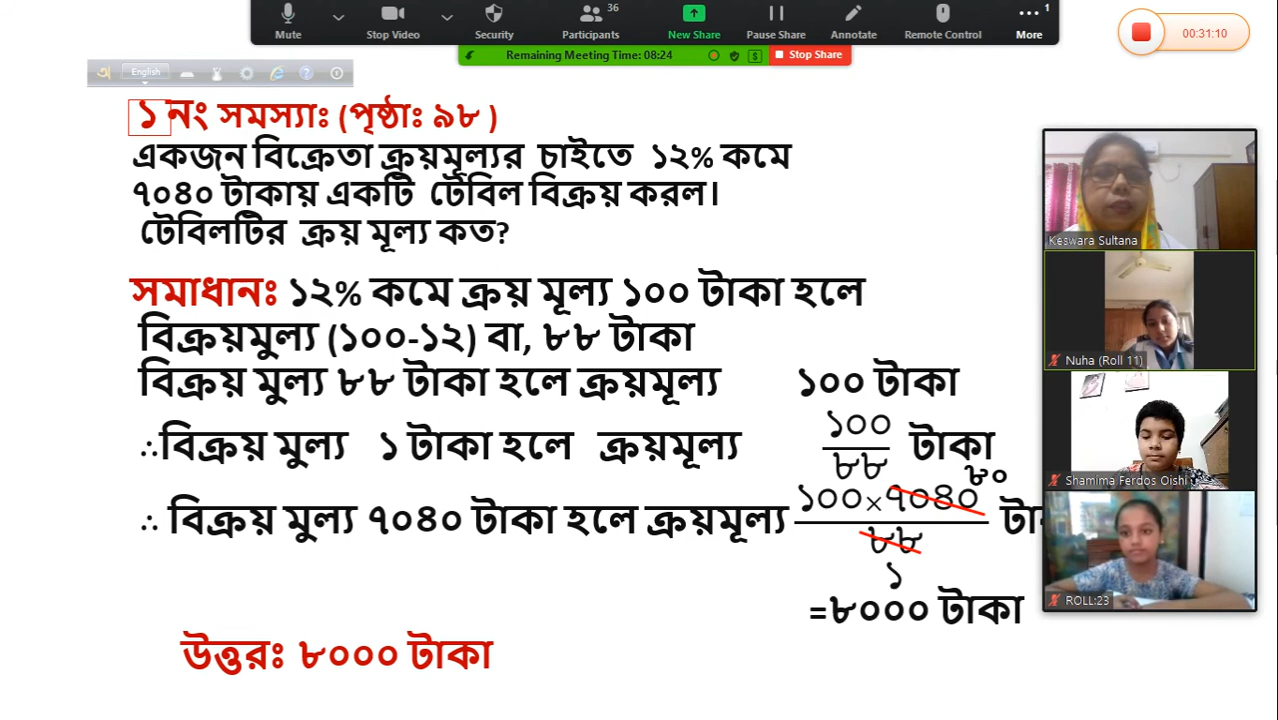 Mute
Stop Video
Security
36
Participants
New Share
Pause Share
Annotate
Remote Control
1
More
00:31:10
Remaining Meeting Time: 08:24
Stop Share
English
১ নং সমস্যাঃ (পৃষ্ঠাঃ ৯৮ )
একজন বিক্রেতা ক্রয়মূল্যর চাইতে ১২% কমে
৭০৪০ টাকায় একটি টেবিল বিক্রয় করল।
টেবিলটির ক্রয় মূল্য কত?
সমাধানঃ ১২% কমে ক্রয় মূল্য ১০০ টাকা হলে
বিক্রয়মুল্য (১০০-১২) বা, ৮৮ টাকা
বিক্রয় মুল্য ৮৮ টাকা হলে ক্রয়মূল্য ১০০ টাকা
∴বিক্রয় মুল্য ১ টাকা হলে ক্রয়মূল্য ১০০/৮৮ টাকা
৮০
∴ বিক্রয় মুল্য ৭০৪০ টাকা হলে ক্রয়মূল্য ১০০×৭০৪০/৮৮ টা
১
=৮০০০ টাকা
উত্তরঃ ৮০০০ টাকা
Keswara Sultana
Nuha (Roll 11)
Shamima Ferdos Oishi
ROLL:23